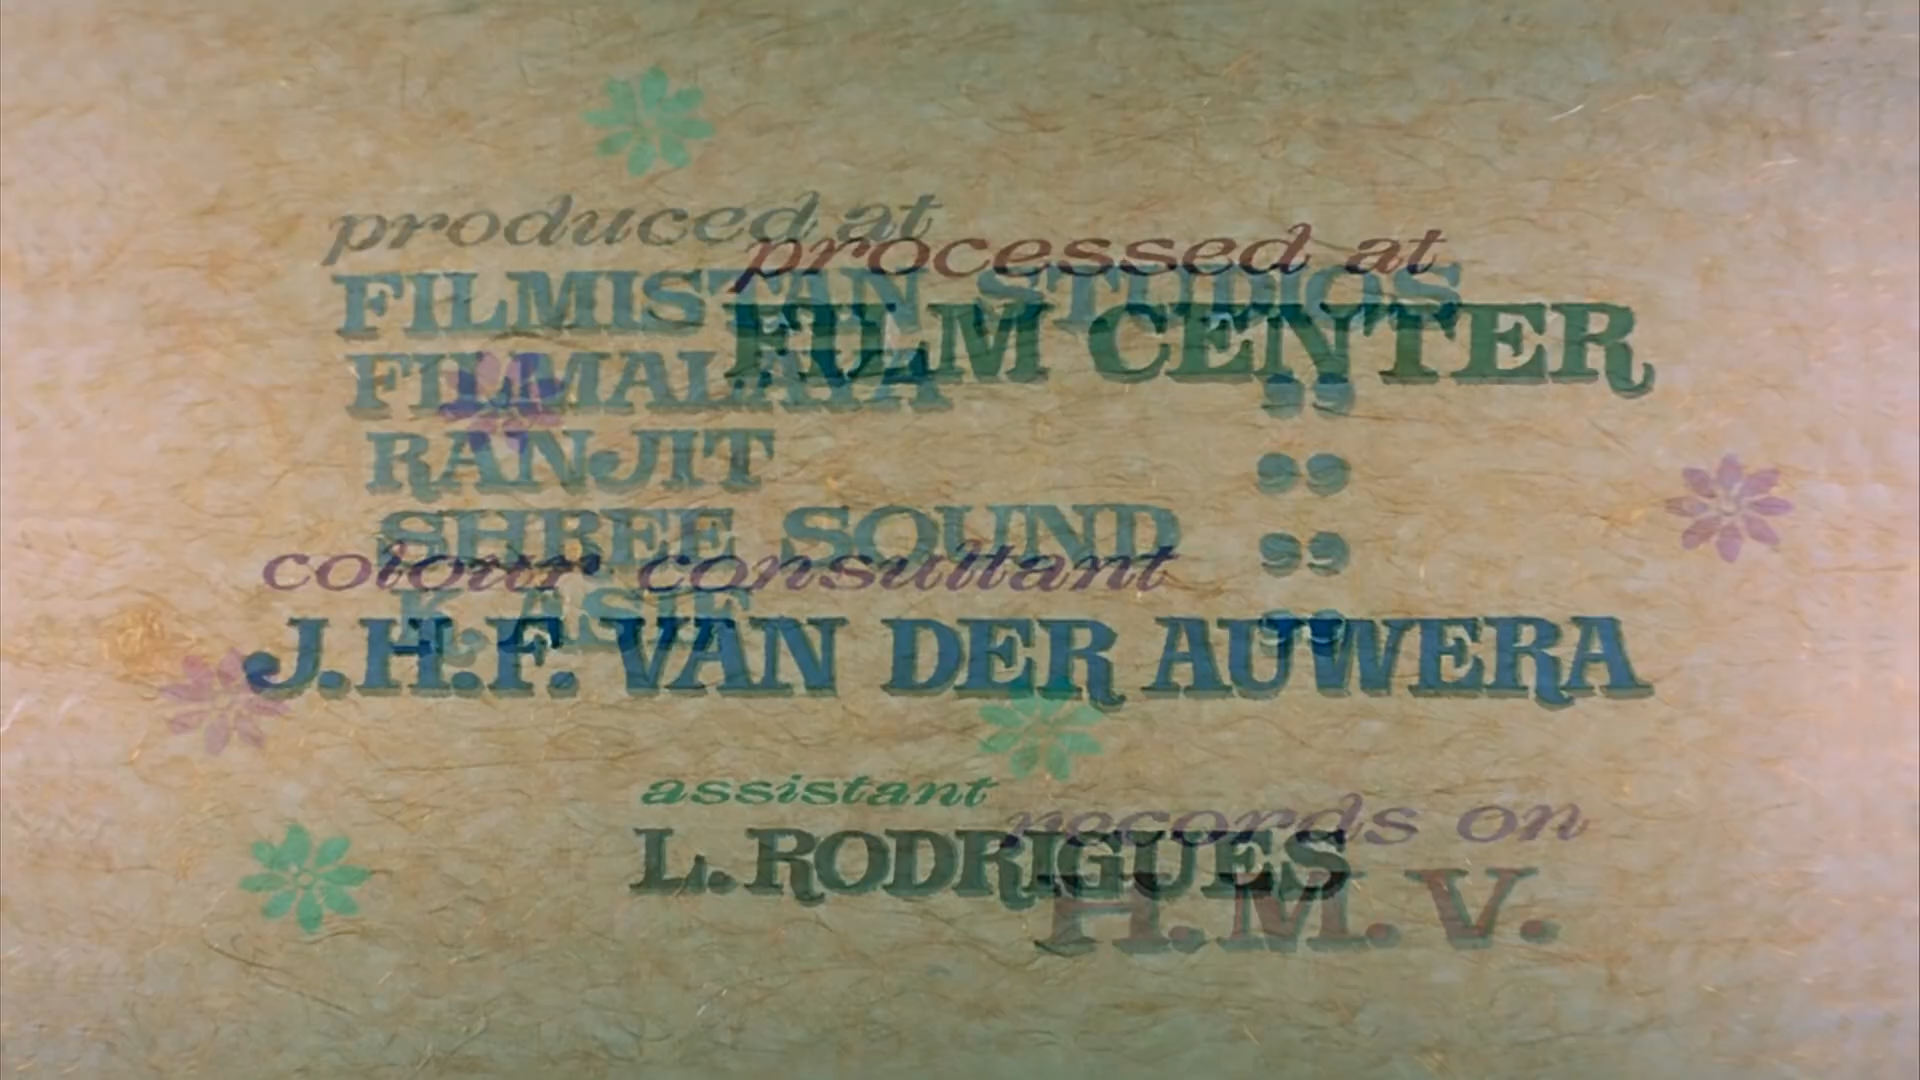 produced at
FILMISTAN STUDIOS
FILMALAYA ”
RANJIT ”
SHREE SOUND ”
K. ASIF ”
records on
H.M.V.
processed at
FILM CENTER
colour consultant
J.H.F. VAN DER AUWERA
assistant
L. RODRIGUES